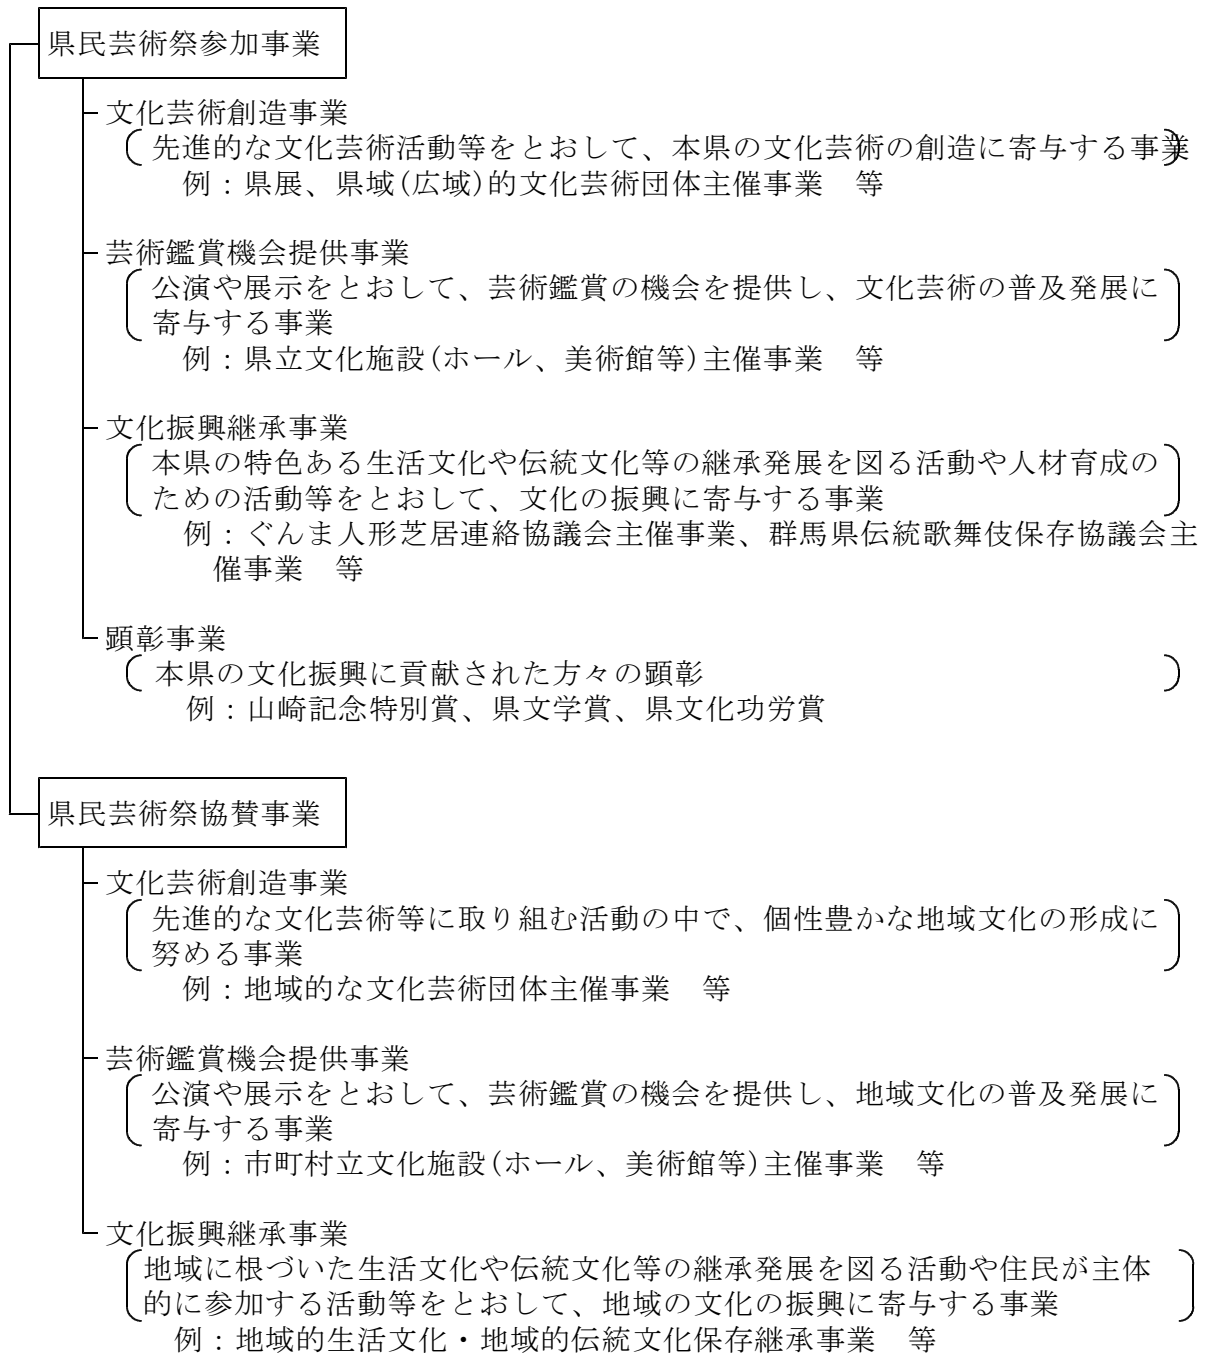 県民芸術祭参加事業
文化芸術創造事業
先進的な文化芸術活動等をとおして、本県の文化芸術の創造に寄与する事業
例：県展、県域(広域)的文化芸術団体主催事業　等
芸術鑑賞機会提供事業
公演や展示をとおして、芸術鑑賞の機会を提供し、文化芸術の普及発展に
寄与する事業
例：県立文化施設(ホール、美術館等)主催事業　等
文化振興継承事業
本県の特色ある生活文化や伝統文化等の継承発展を図る活動や人材育成の
ための活動等をとおして、文化の振興に寄与する事業
例：ぐんま人形芝居連絡協議会主催事業、群馬県伝統歌舞伎保存協議会主
催事業　等
顕彰事業
本県の文化振興に貢献された方々の顕彰
例：山崎記念特別賞、県文学賞、県文化功労賞
県民芸術祭協賛事業
文化芸術創造事業
先進的な文化芸術等に取り組む活動の中で、個性豊かな地域文化の形成に
努める事業
例：地域的な文化芸術団体主催事業　等
芸術鑑賞機会提供事業
公演や展示をとおして、芸術鑑賞の機会を提供し、地域文化の普及発展に
寄与する事業
例：市町村立文化施設(ホール、美術館等)主催事業　等
文化振興継承事業
地域に根づいた生活文化や伝統文化等の継承発展を図る活動や住民が主体
的に参加する活動等をとおして、地域の文化の振興に寄与する事業
例：地域的生活文化・地域的伝統文化保存継承事業　等